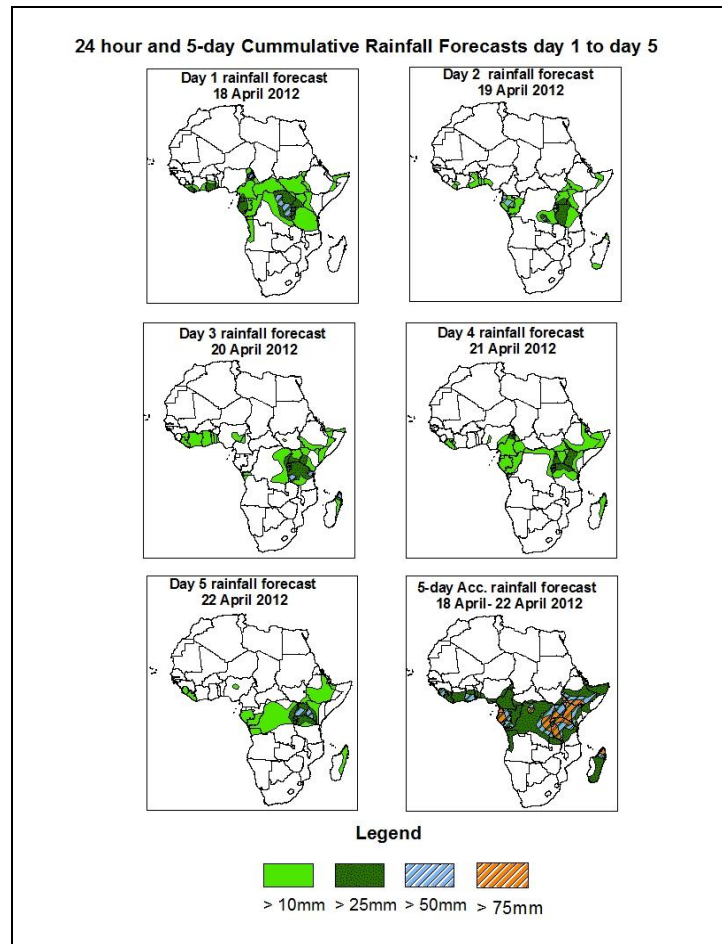 24 hour and 5-day Cummulative Rainfall Forecasts day 1 to day 5
Day 1 rainfall forecast
18 April 2012
Day 2 rainfall forecast
19 April 2012
Day 3 rainfall forecast
20 April 2012
Day 4 rainfall forecast
21 April 2012
Day 5 rainfall forecast
22 April 2012
5-day Acc. rainfall forecast
18 April- 22 April 2012
Legend
> 10mm > 25mm > 50mm > 75mm